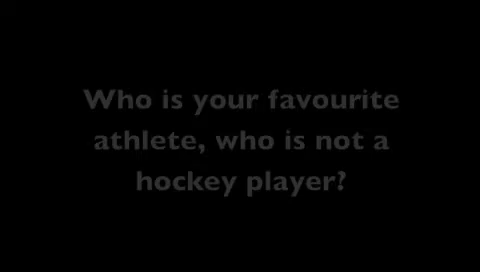 Who is your favourite
athlete, who is not a
hockey player?